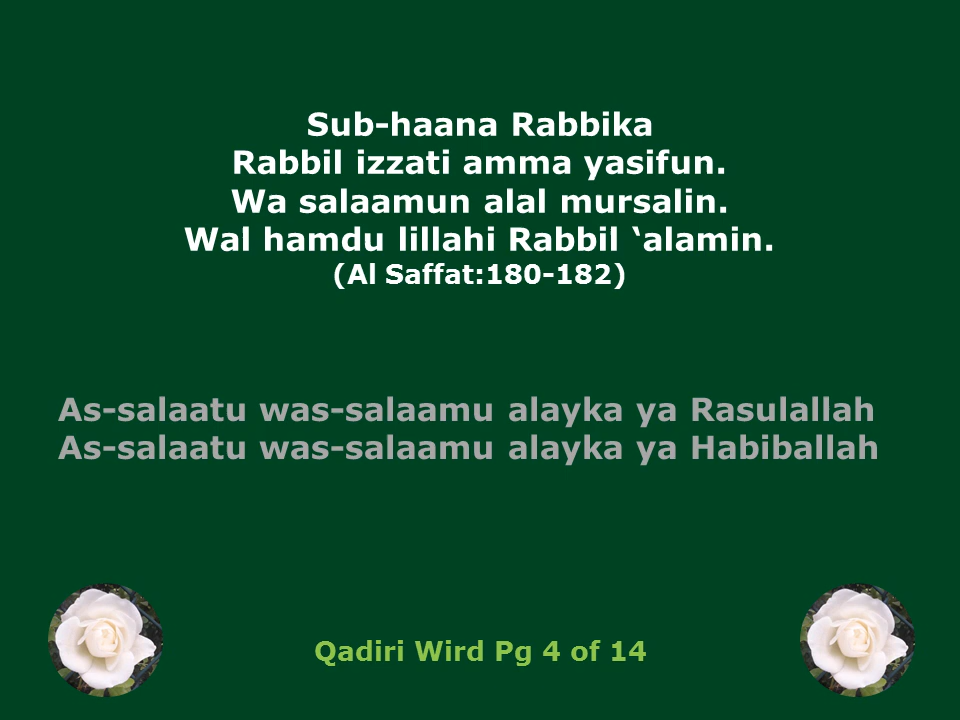 Sub-haana Rabbika
Rabbil izzati amma yasifun.
Wa salaamun alal mursalin.
Wal hamdu lillahi Rabbil ‘alamin.
(Al Saffat:180-182)
As-salaatu was-salaamu alayka ya Rasulallah
As-salaatu was-salaamu alayka ya Habiballah
Qadiri Wird Pg 4 of 14